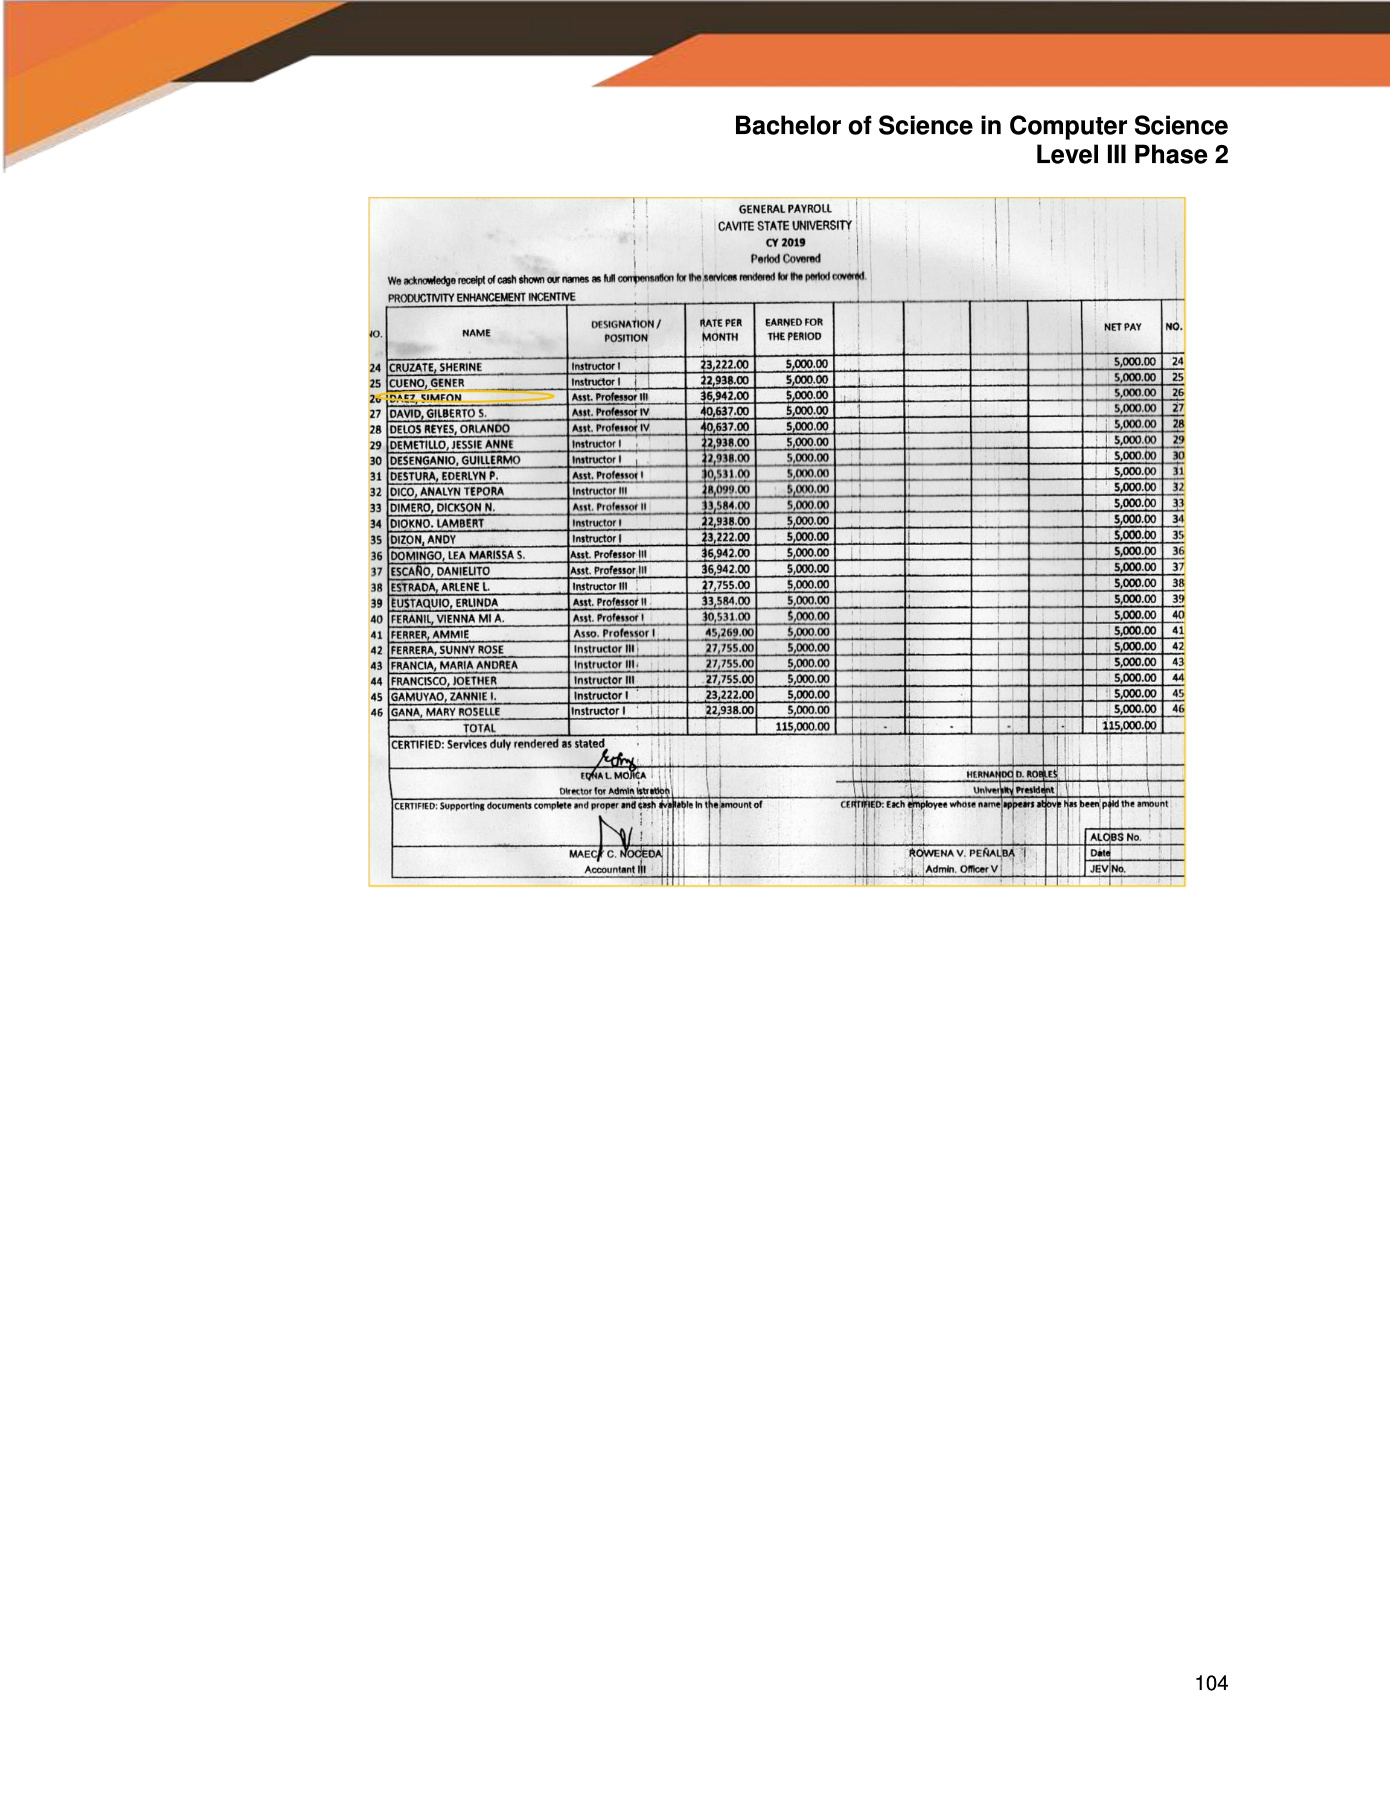 Bachelor of Science in Computer Science
Level III Phase 2
GENERAL PAYROLL
CAVITE STATE UNIVERSITY
CY 2019
Period Covered
We acknowledge receipt of cash shown our names as full compensation for the services rendered for the period covered.
PRODUCTIVITY ENHANCEMENT INCENTIVE
NO. NAME DESIGNATION / POSITION RATE PER MONTH EARNED FOR THE PERIOD NET PAY NO.
24 CRUZATE, SHERINE Instructor I 23,222.00 5,000.00 5,000.00 24
25 CUENO, GENER Instructor I 22,938.00 5,000.00 5,000.00 25
26 DAEZ, SIMEON Asst. Professor III 36,942.00 5,000.00 5,000.00 26
27 DAVID, GILBERTO S. Asst. Professor IV 40,637.00 5,000.00 5,000.00 27
28 DELOS REYES, ORLANDO Asst. Professor IV 40,637.00 5,000.00 5,000.00 28
29 DEMETILLO, JESSIE ANNE Instructor I 22,938.00 5,000.00 5,000.00 29
30 DESENGANIO, GUILLERMO Instructor I 22,938.00 5,000.00 5,000.00 30
31 DESTURA, EDERLYN P. Asst. Professor I 30,531.00 5,000.00 5,000.00 31
32 DICO, ANALYN TEPORA Instructor III 28,099.00 5,000.00 5,000.00 32
33 DIMERO, DICKSON N. Asst. Professor II 33,584.00 5,000.00 5,000.00 33
34 DIOKNO. LAMBERT Instructor I 22,938.00 5,000.00 5,000.00 34
35 DIZON, ANDY Instructor I 23,222.00 5,000.00 5,000.00 35
36 DOMINGO, LEA MARISSA S. Asst. Professor III 36,942.00 5,000.00 5,000.00 36
37 ESCAÑO, DANIELITO Asst. Professor III 36,942.00 5,000.00 5,000.00 37
38 ESTRADA, ARLENE L. Instructor III 27,755.00 5,000.00 5,000.00 38
39 EUSTAQUIO, ERLINDA Asst. Professor II 33,584.00 5,000.00 5,000.00 39
40 FERANIL, VIENNA MI A. Asst. Professor I 30,531.00 5,000.00 5,000.00 40
41 FERRER, AMMIE Asso. Professor I 45,269.00 5,000.00 5,000.00 41
42 FERRERA, SUNNY ROSE Instructor III 27,755.00 5,000.00 5,000.00 42
43 FRANCIA, MARIA ANDREA Instructor III 27,755.00 5,000.00 5,000.00 43
44 FRANCISCO, JOETHER Instructor III 27,755.00 5,000.00 5,000.00 44
45 GAMUYAO, ZANNIE I. Instructor I 23,222.00 5,000.00 5,000.00 45
46 GANA, MARY ROSELLE Instructor I 22,938.00 5,000.00 5,000.00 46
TOTAL 115,000.00 - - - - 115,000.00
CERTIFIED: Services duly rendered as stated
EDNA L. MOJICA HERNANDO D. ROBLES
Director for Administration University President
CERTIFIED: Supporting documents complete and proper and cash available in the amount of CERTIFIED: Each employee whose name appears above has been paid the amount
ALOBS No.
MAECY C. NOCEDA ROWENA V. PEÑALBA Date
Accountant III Admin. Officer V JEV No.
104